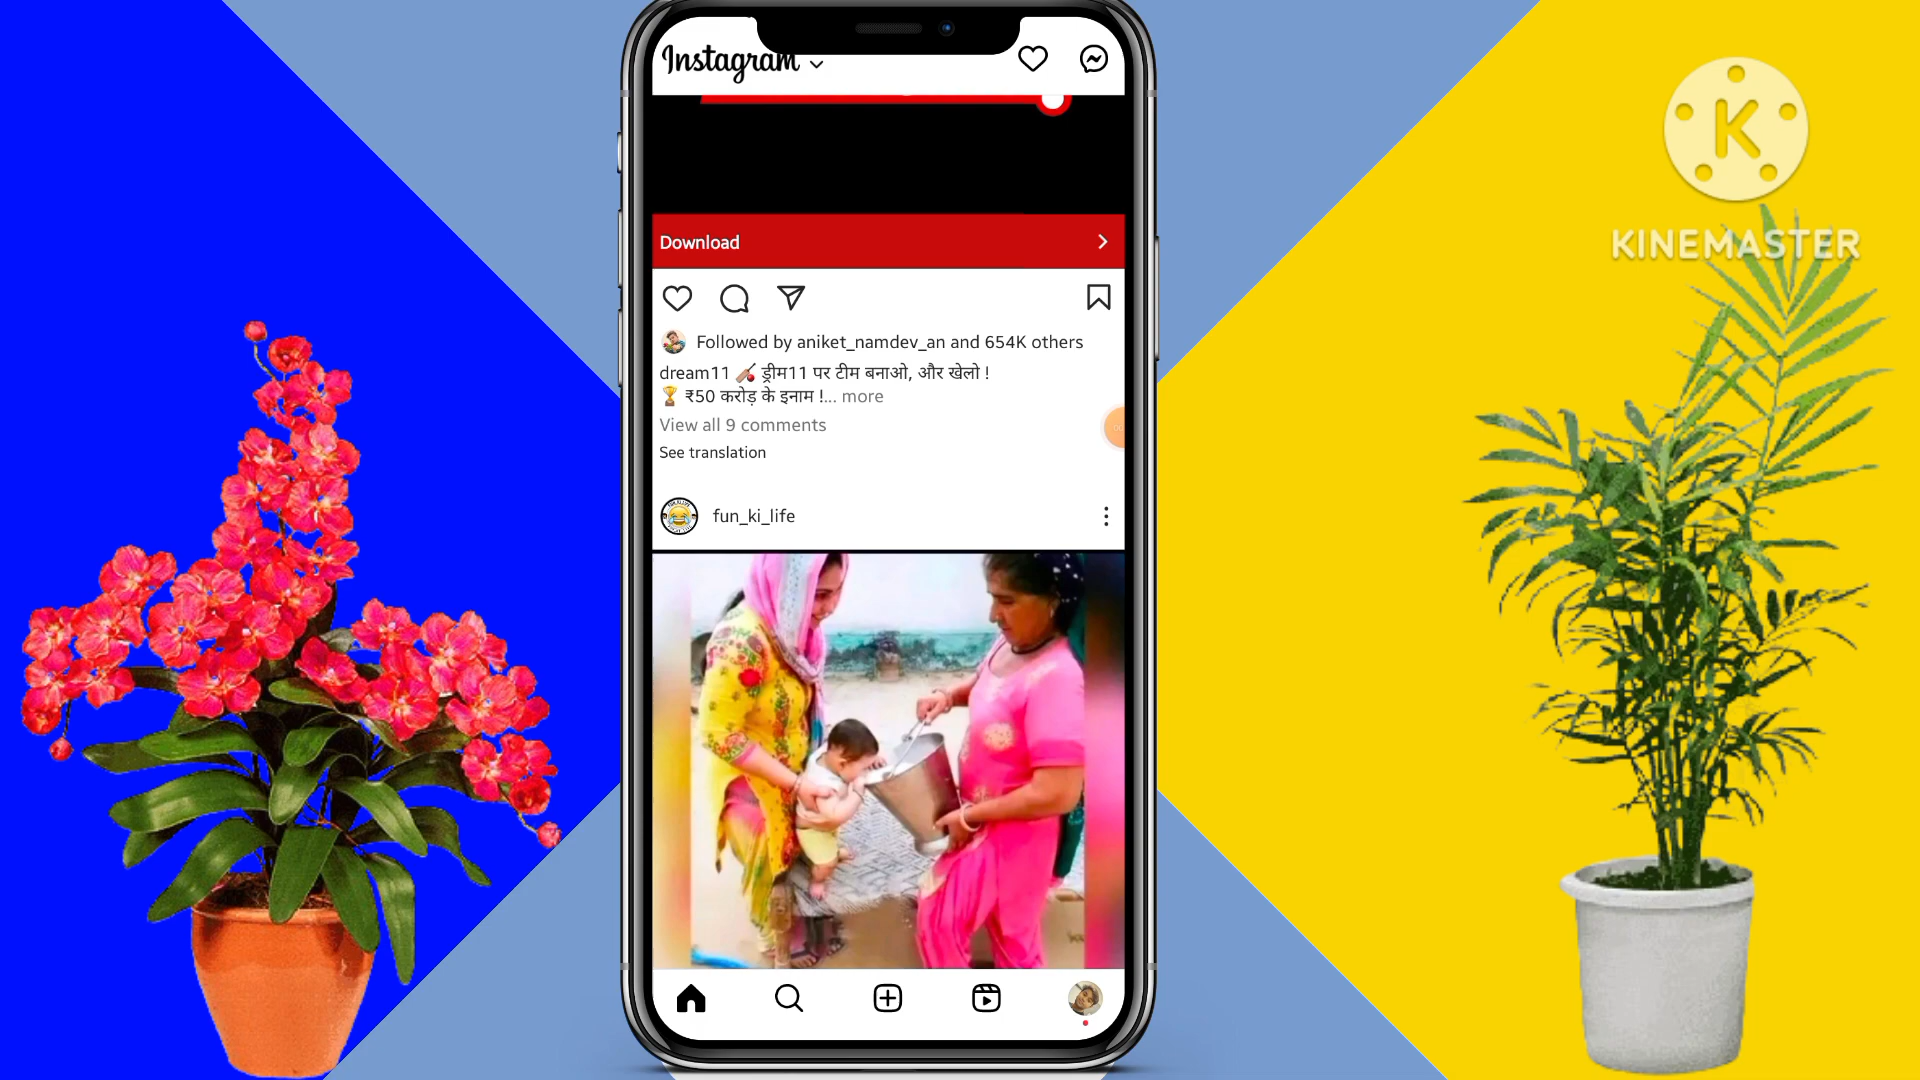 Instagram
Download
Followed by aniket_namdev_an and 654K others
dream11 🏏 ड्रीम11 पर टीम बनाओ, और खेलो !
🏆 ₹50 करोड़ के इनाम !... more
View all 9 comments
See translation
fun_ki_life
K
KINEMASTER